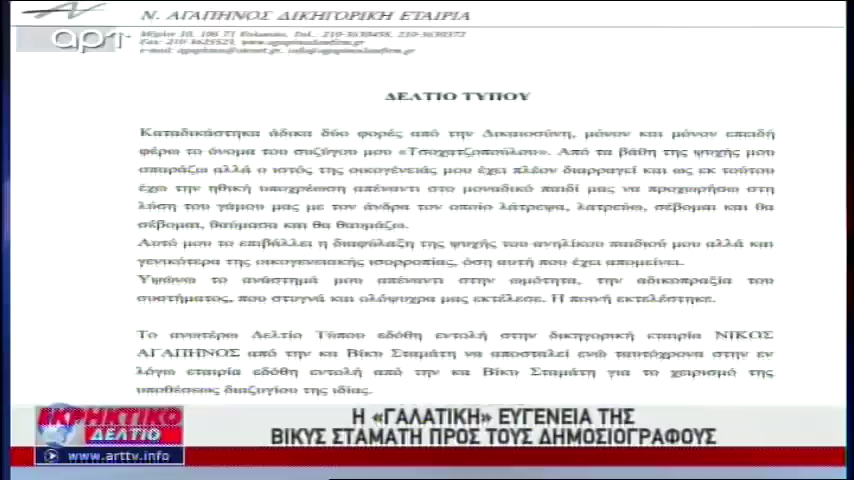 Ν. ΑΓΑΠΗΝΟΣ ΔΙΚΗΓΟΡΙΚΗ ΕΤΑΙΡΙΑ
αρτ
ΔΕΛΤΙΟ ΤΥΠΟΥ
Καταδικάστηκα άδικα δύο φορές από την Δικαιοσύνη, μόνον και μόνον επειδή
φέρω το όνομα του συζύγου μου «Τσοχατζοπούλου». Από τα βάθη της ψυχής μου
σπαράζω αλλά ο ιστός της οικογένειάς μου έχει πλέον διαρραγεί και ως εκ τούτου
έχω την ηθική υποχρέωση απέναντι στο μοναδικό παιδί μας να προχωρήσω στη
λύση του γάμου μας με τον άνδρα τον οποίο λάτρεψα, λατρεύω, σέβομαι και θα
σέβομαι, θαύμασα και θα θαυμάζω.
Αυτό μου το επιβάλλει η διαφύλαξη της ψυχής του ανηλίκου παιδιού μου αλλά και
γενικότερα της οικογενειακής ισορροπίας, όση αυτή που έχει απομείνει.
Υψώνω το ανάστημά μου απέναντι στην ωμότητα, την αδικοπραξία του
συστήματος, που στυγνά και ολόψυχρα μας εκτέλεσε. Η ποινή εκτελέστηκε.
Το ανωτέρω Δελτίο Τύπου εδόθη εντολή στην δικηγορική εταιρία ΝΙΚΟΣ
ΑΓΑΠΗΝΟΣ από την κα Βίκυ Σταμάτη να αποσταλεί ενώ ταυτόχρονα στην εν
λόγω εταιρία εδόθη εντολή από την κα Βίκυ Σταμάτη για το χειρισμό της
υποθέσεως διαζυγίου της ιδίας.
ΕΚΡΗΚΤΙΚΟ
ΔΕΛΤΙΟ
www.arttv.info
Η «ΓΑΛΑΤΙΚΗ» ΕΥΓΕΝΕΙΑ ΤΗΣ
ΒΙΚΥΣ ΣΤΑΜΑΤΗ ΠΡΟΣ ΤΟΥΣ ΔΗΜΟΣΙΟΓΡΑΦΟΥΣ